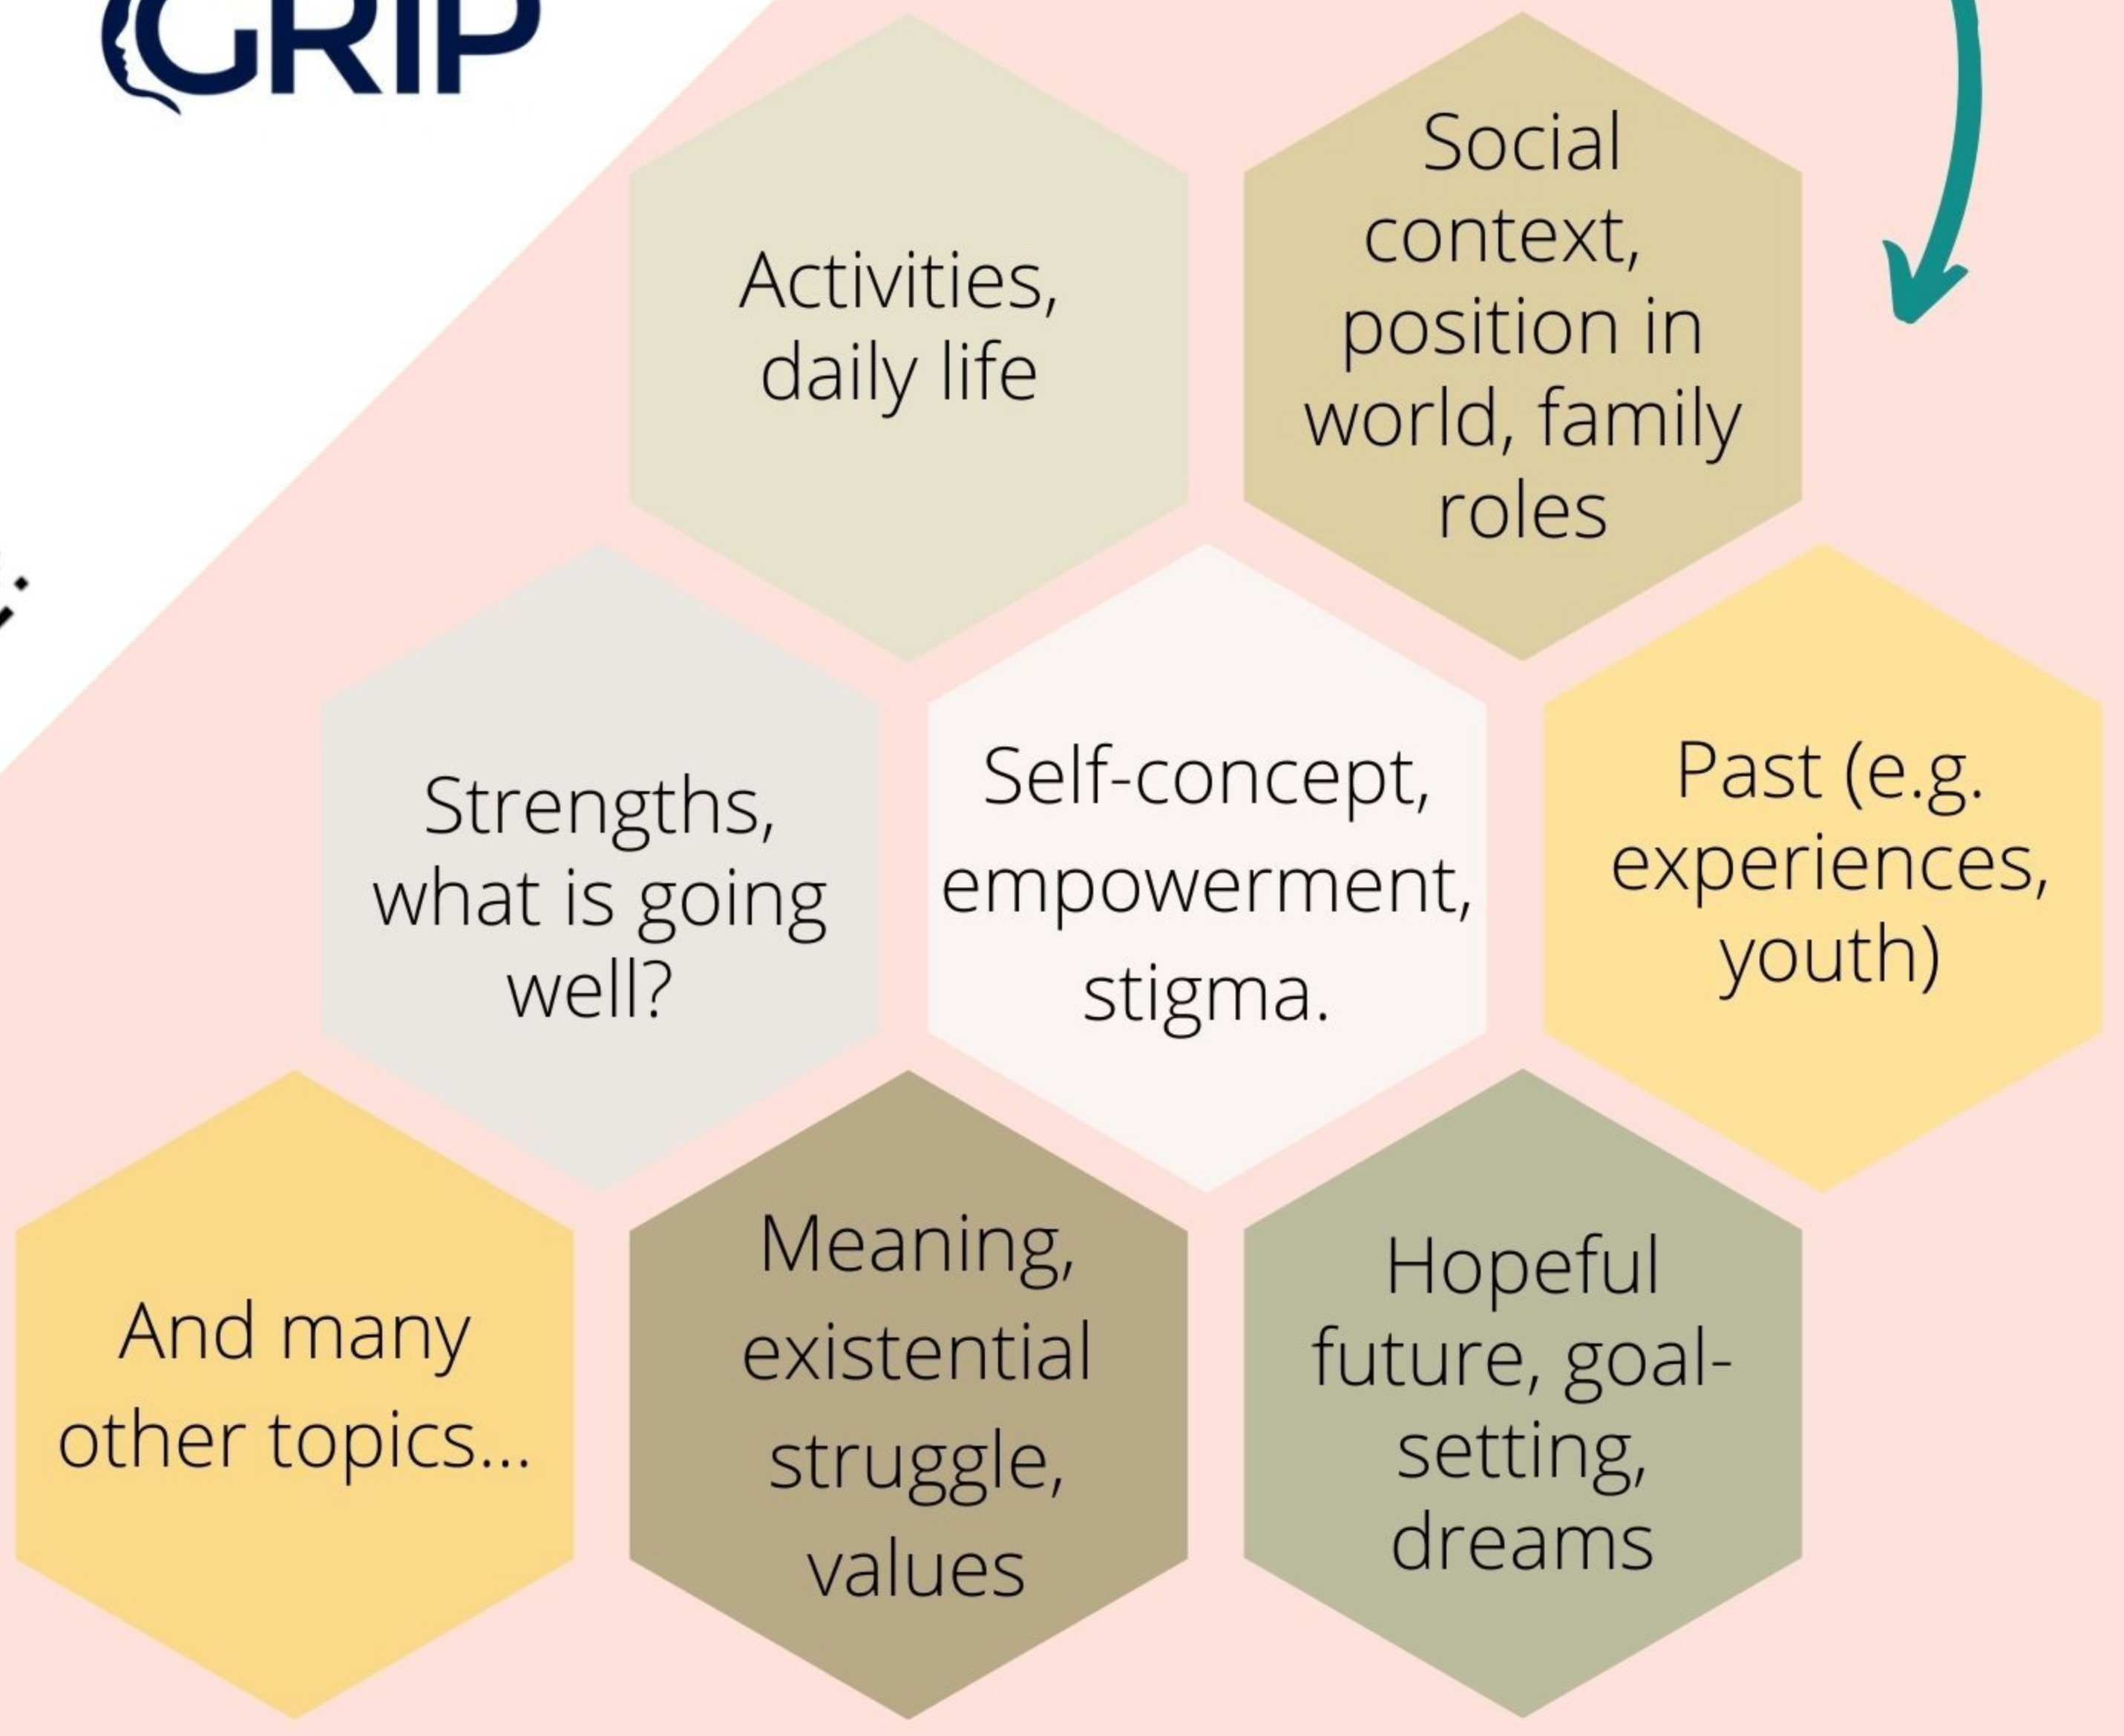 GRIP
Activities,
daily life
Social
context,
position in
world, family
roles
Strengths,
what is going
well?
Self-concept,
empowerment,
stigma.
Past (e.g.
experiences,
youth)
And many
other topics...
Meaning,
existential
struggle,
values
Hopeful
future, goal-
setting,
dreams